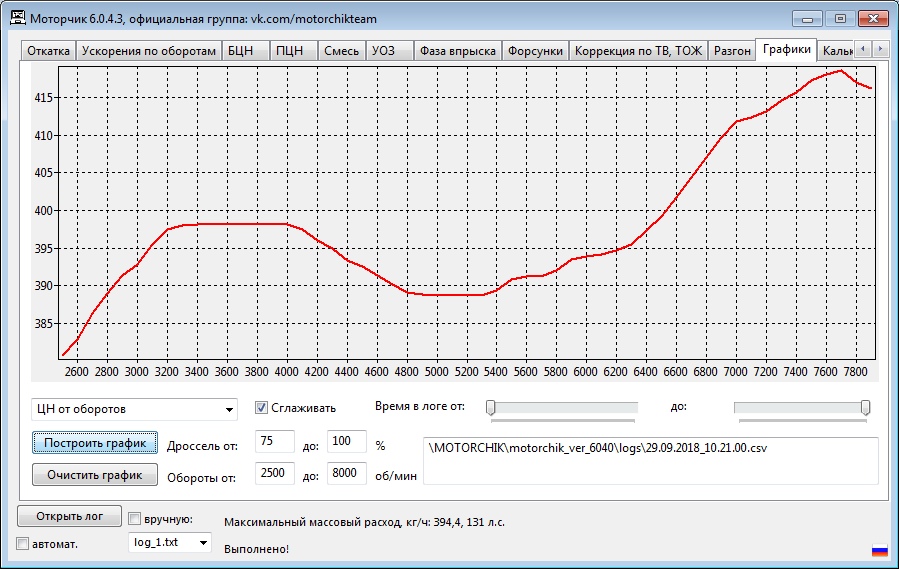 Моторчик 6.0.4.3, официальная группа: vk.com/motorchikteam
Откатка Ускорения по оборотам БЦН ПЦН Смесь УОЗ Фаза впрыска Форсунки Коррекция по ТВ, ТОЖ Разгон Графики Кальк
415
410
405
400
395
390
385
2600 2800 3000 3200 3400 3600 3800 4000 4200 4400 4600 4800 5000 5200 5400 5600 5800 6000 6200 6400 6600 6800 7000 7200 7400 7600 7800
ЦН от оборотов Сглаживать Время в логе от: до:
Построить график Дроссель от: 75 до: 100 % \MOTORCHIK\motorchik_ver_6040\logs\29.09.2018_10.21.00.csv
Очистить график Обороты от: 2500 до: 8000 об/мин
Открыть лог вручную: Максимальный массовый расход, кг/ч: 394,4, 131 л.с.
автомат. log_1.txt Выполнено!